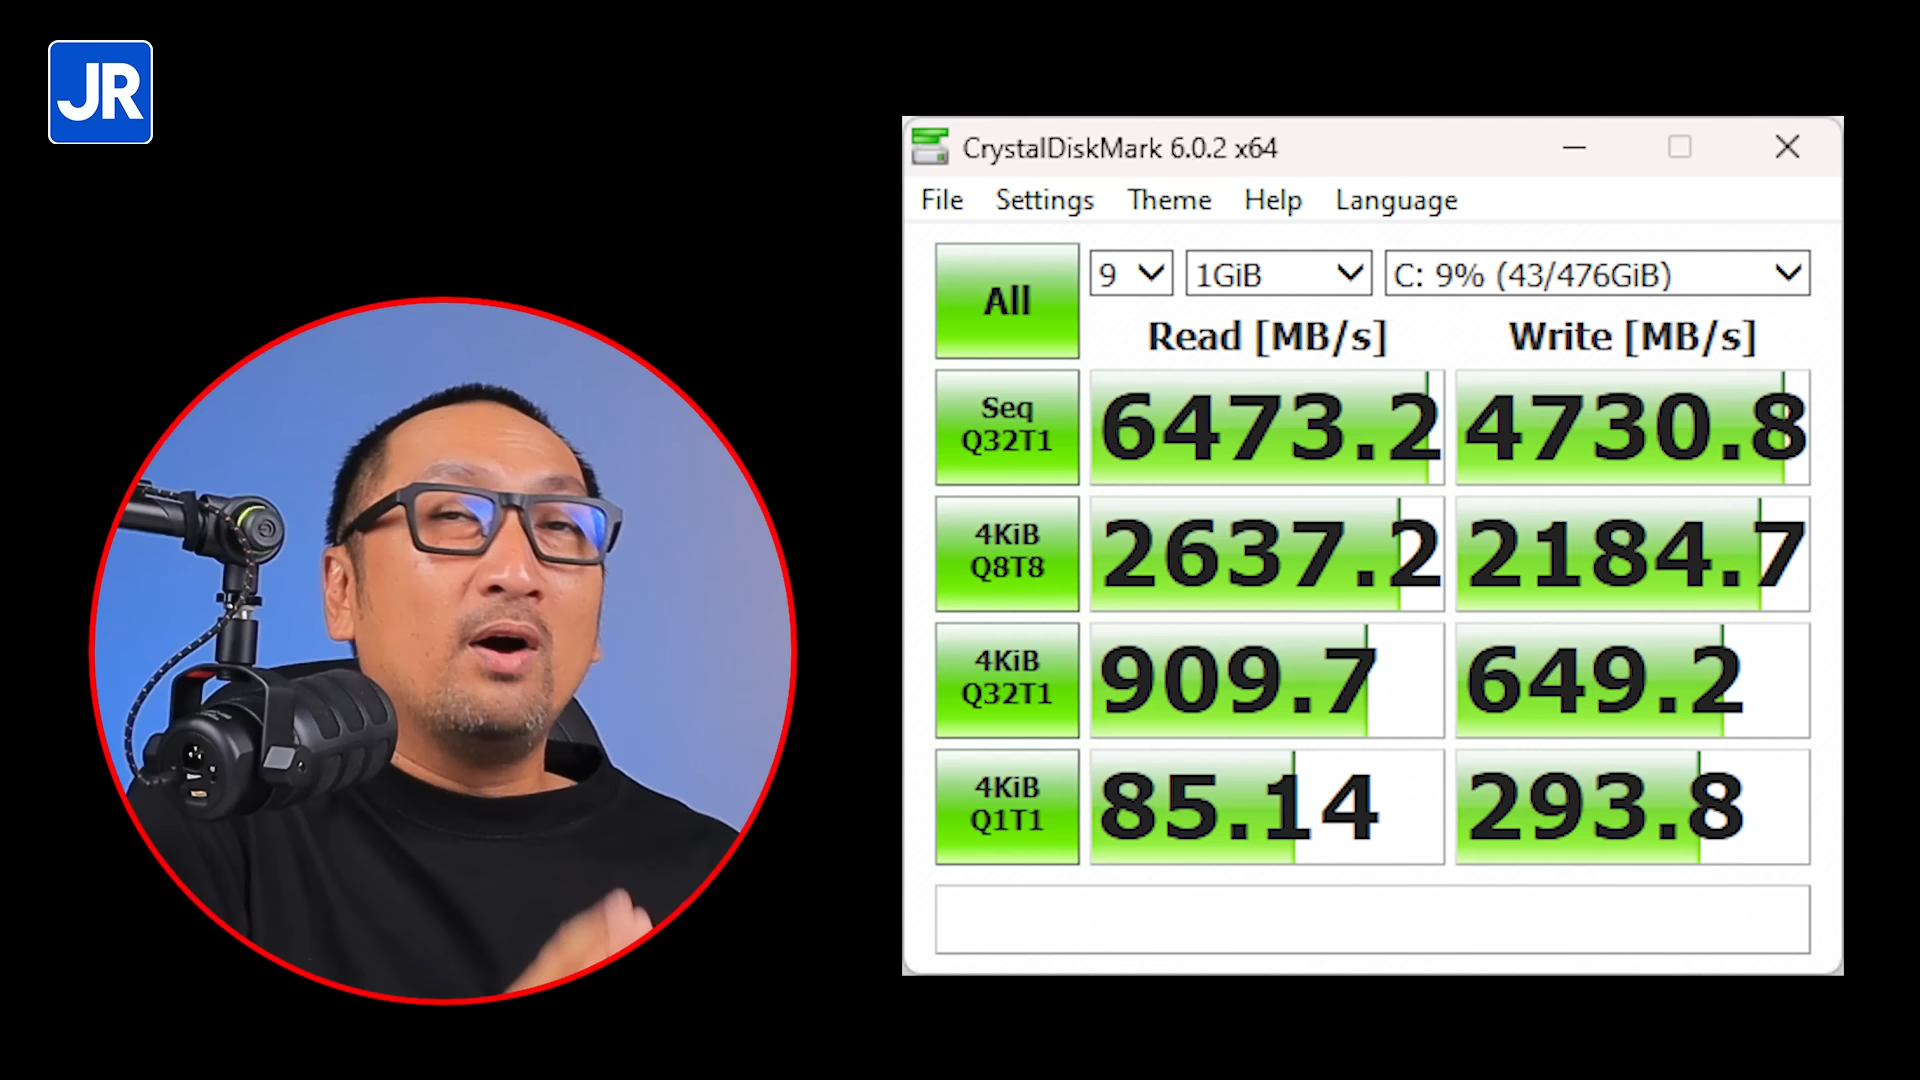 JR
CrystalDiskMark 6.0.2 x64
File Settings Theme Help Language
All
9 1GiB C: 9% (43/476GiB)
Read [MB/s] Write [MB/s]
Seq
Q32T1
6473.2 4730.8
4KiB
Q8T8
2637.2 2184.7
4KiB
Q32T1
909.7 649.2
4KiB
Q1T1
85.14 293.8